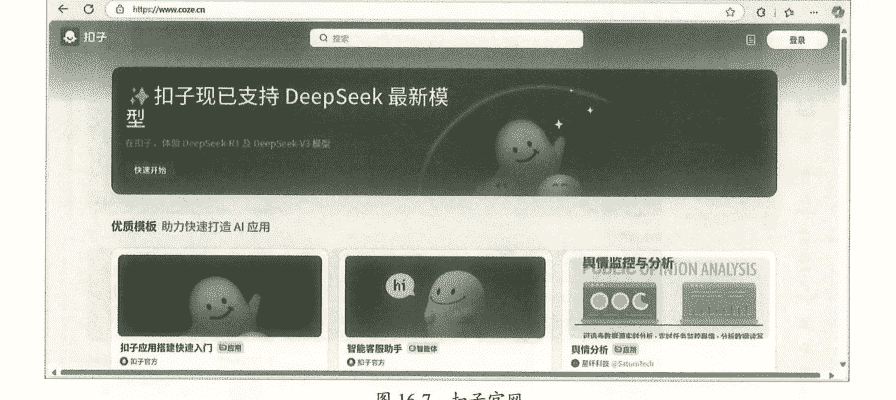 https://www.coze.cn
扣子
搜索
登录
扣子现已支持 DeepSeek 最新模
型
在扣子，体验 DeepSeek-R1 及 DeepSeek-V3 模型
快速开始
优质模板 助力快速打造 AI 应用
hi
舆情监控与分析
PUBLIC OPINION ANALYSIS
扣子应用搭建快速入门 应用
扣子官方
智能客服助手 智能体
扣子官方
舆情分析 应用
@SaturnTech
图 16-7 扣子官网